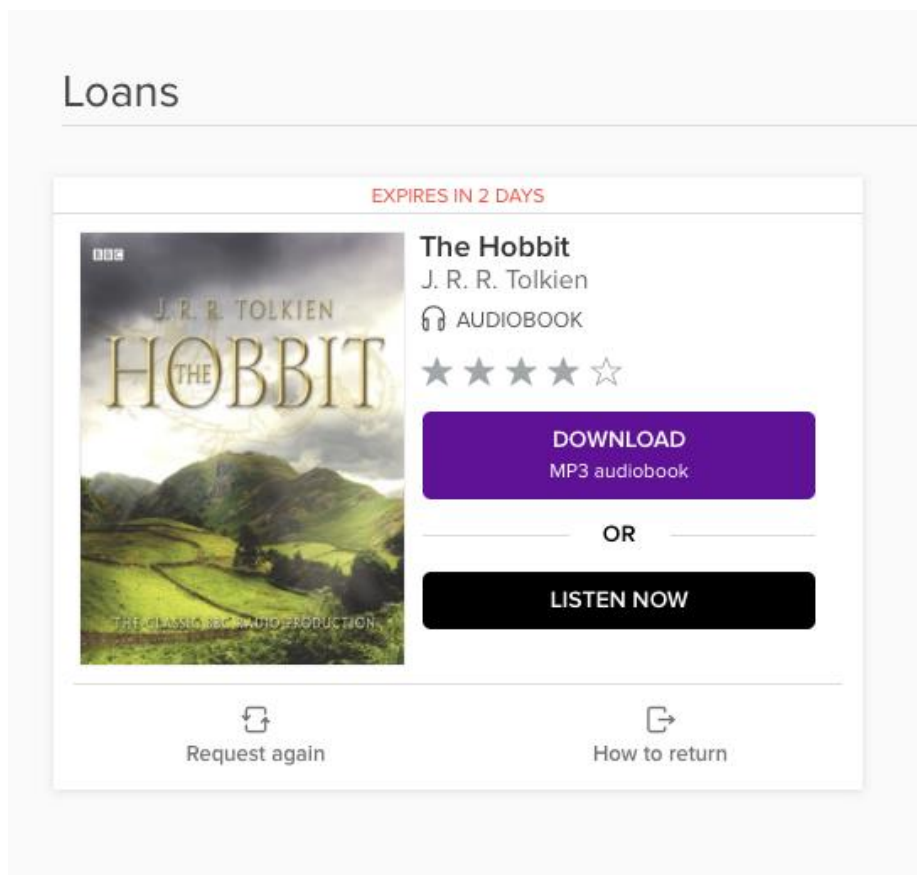 Loans
EXPIRES IN 2 DAYS
BBC
J. R. R. TOLKIEN
THE HOBBIT
THE CLASSIC BBC RADIO PRODUCTION
The Hobbit
J. R. R. Tolkien
AUDIOBOOK
DOWNLOAD
MP3 audiobook
OR
LISTEN NOW
Request again
How to return